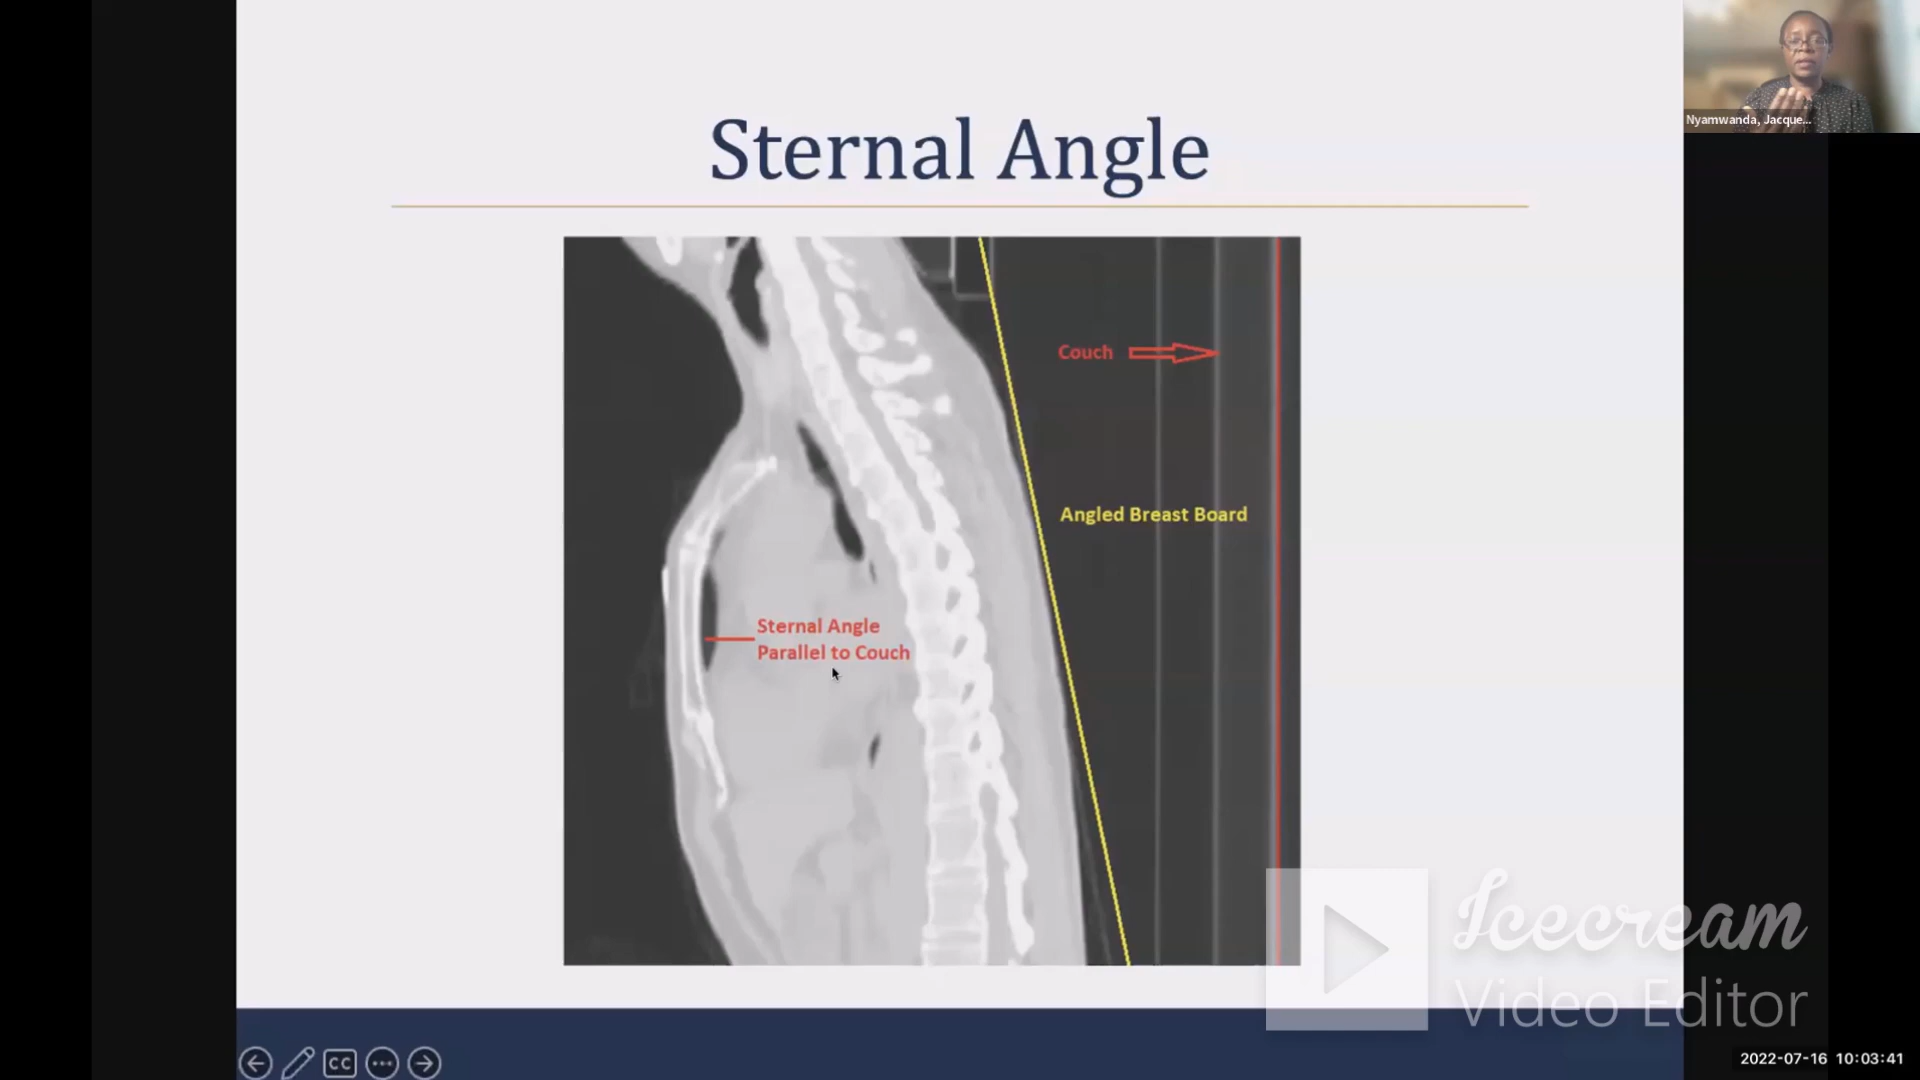 Sternal Angle
Nyamwanda, Jacque...
Couch
Angled Breast Board
Sternal Angle
Parallel to Couch
Icecream
Video Editor
CC
2022-07-16 10:03:41